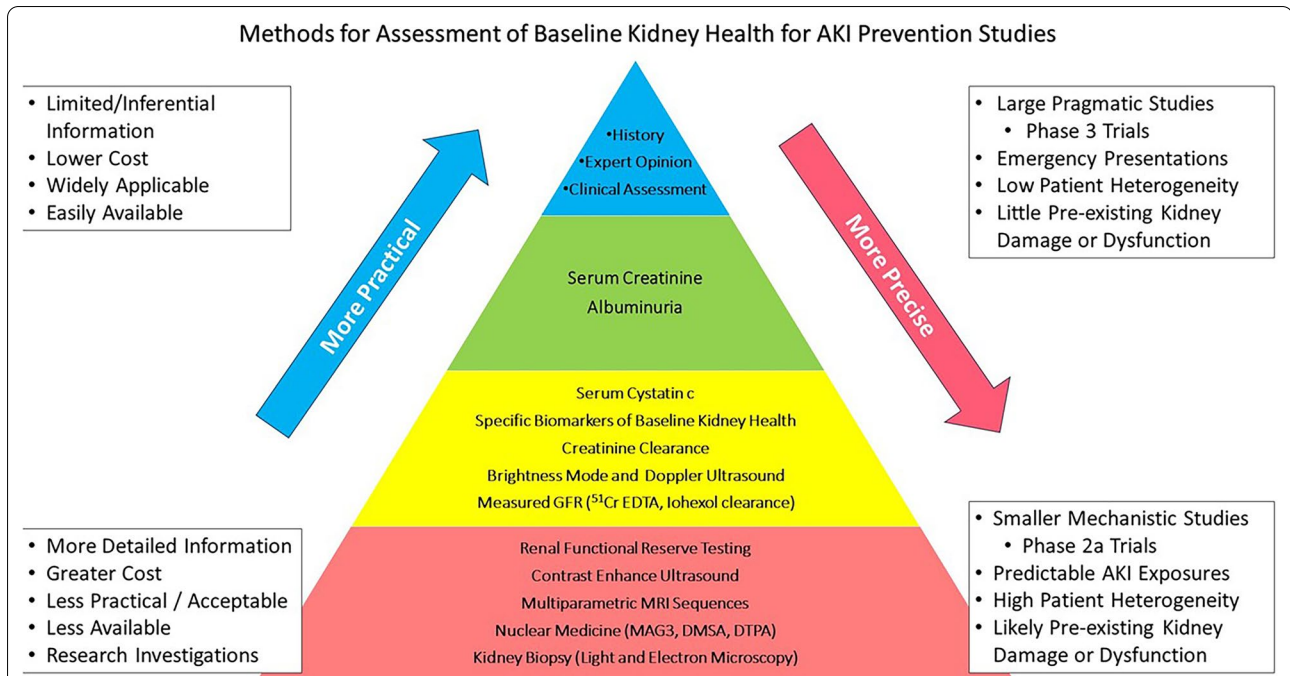 Methods for Assessment of Baseline Kidney Health for AKI Prevention Studies
• Limited/Inferential
Information
• Lower Cost
• Widely Applicable
• Easily Available
More Practical
• More Detailed Information
• Greater Cost
• Less Practical / Acceptable
• Less Available
• Research Investigations
•History
•Expert Opinion
•Clinical Assessment
Serum Creatinine
Albuminuria
Serum Cystatin c
Specific Biomarkers of Baseline Kidney Health
Creatinine Clearance
Brightness Mode and Doppler Ultrasound
Measured GFR (⁵¹Cr EDTA, Iohexol clearance)
Renal Functional Reserve Testing
Contrast Enhance Ultrasound
Multiparametric MRI Sequences
Nuclear Medicine (MAG3, DMSA, DTPA)
Kidney Biopsy (Light and Electron Microscopy)
More Precise
• Large Pragmatic Studies
• Phase 3 Trials
• Emergency Presentations
• Low Patient Heterogeneity
• Little Pre-existing Kidney
Damage or Dysfunction
• Smaller Mechanistic Studies
• Phase 2a Trials
• Predictable AKI Exposures
• High Patient Heterogeneity
• Likely Pre-existing Kidney
Damage or Dysfunction